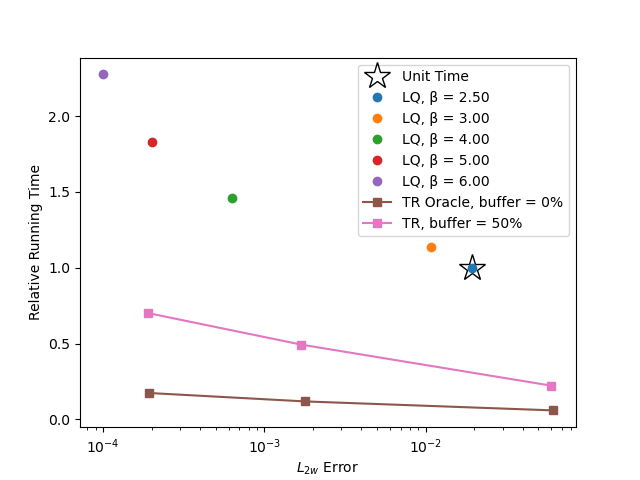 Unit Time
LQ, β = 2.50
LQ, β = 3.00
LQ, β = 4.00
LQ, β = 5.00
LQ, β = 6.00
TR Oracle, buffer = 0%
TR, buffer = 50%
Relative Running Time
2.0
1.5
1.0
0.5
0.0
10⁻⁴
10⁻³
10⁻²
L₂w Error